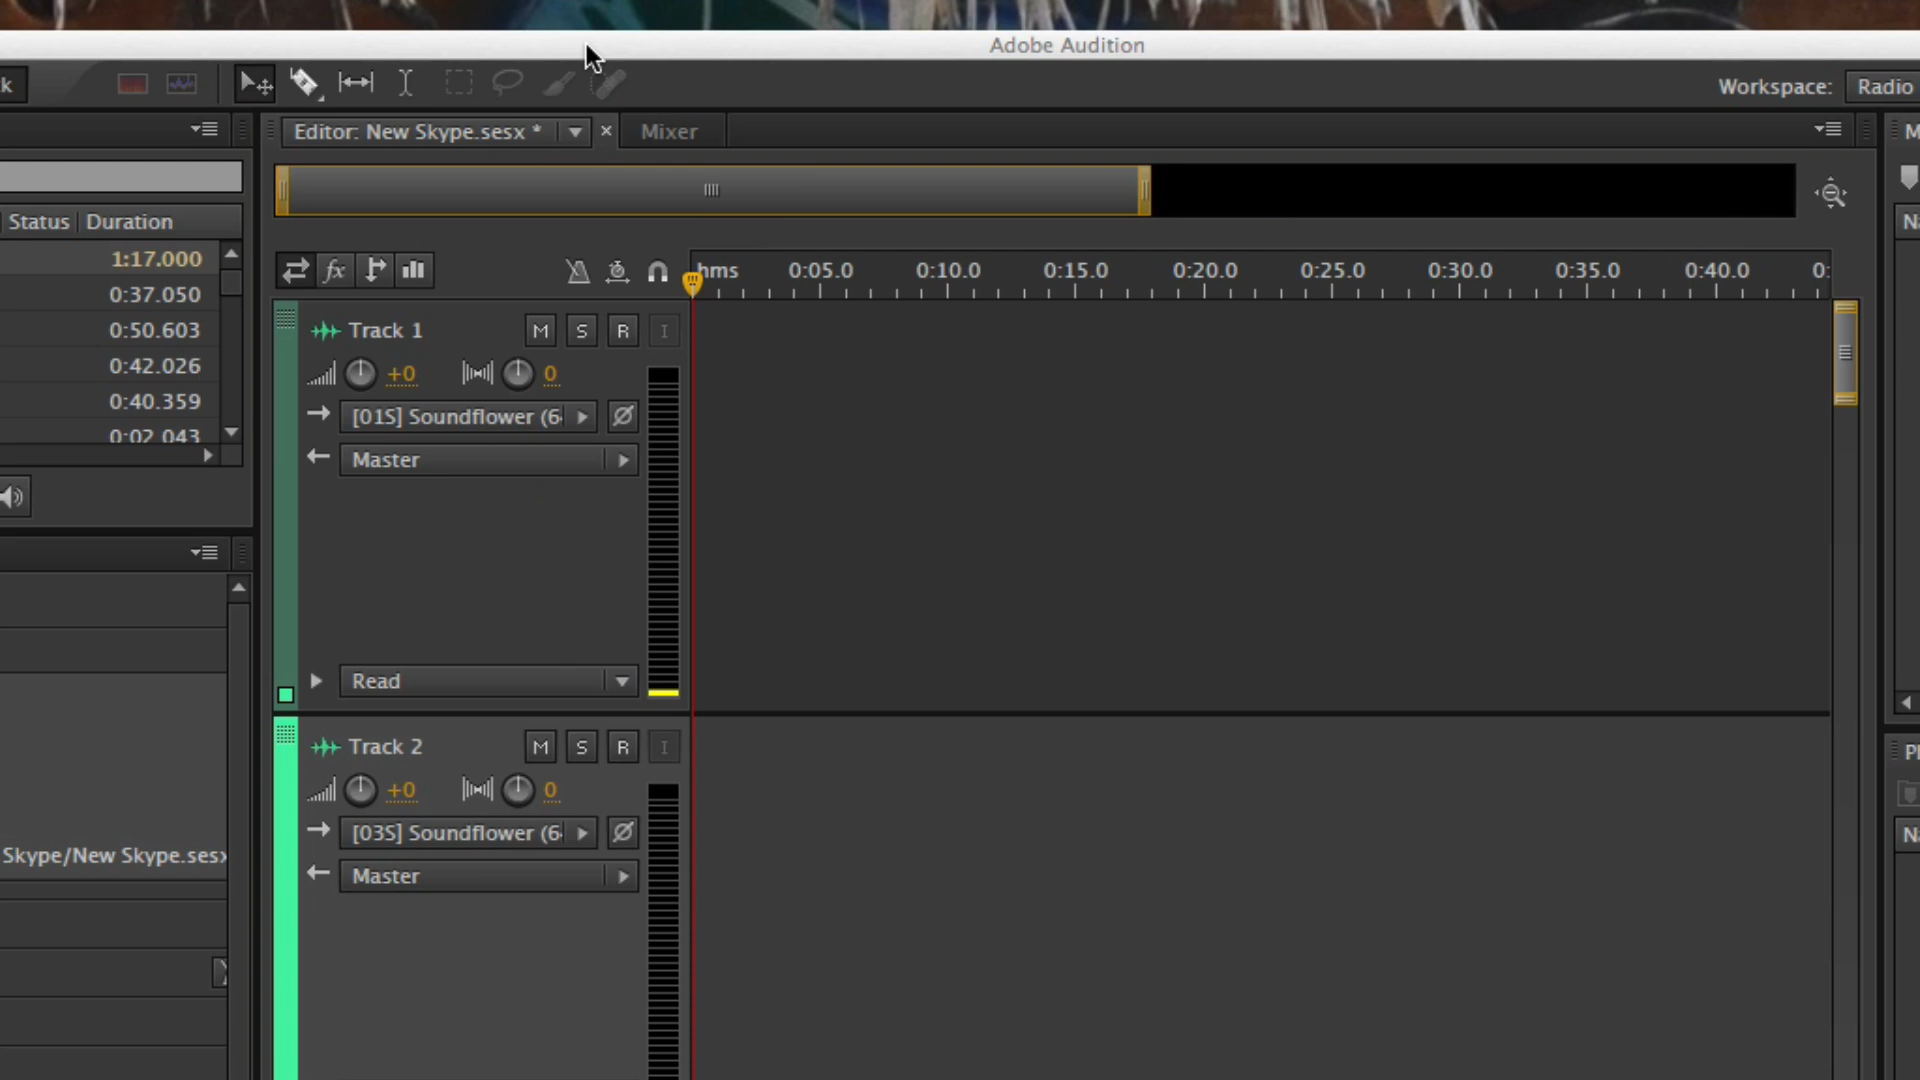 Adobe Audition
k
Workspace: Radio
Editor: New Skype.sesx *
Mixer
Status Duration
1:17.000
0:37.050
0:50.603
0:42.026
0:40.359
0:02.043
fx
hms 0:05.0 0:10.0 0:15.0 0:20.0 0:25.0 0:30.0 0:35.0 0:40.0 0:
Track 1 M S R I
+0 0
[01S] Soundflower (6
Master
Read
Track 2 M S R I
+0 0
[03S] Soundflower (6
Master
Skype/New Skype.sesx
M
N
Pl
N